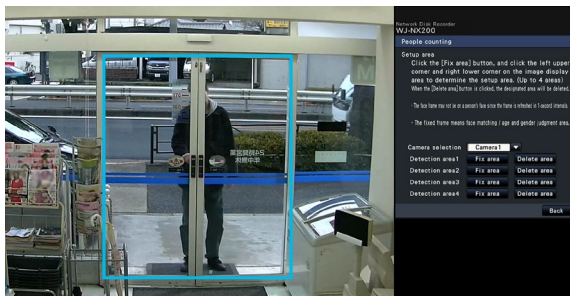 Network Disk Recorder
WJ-NX200
People counting
Setup area
Click the [Fix area] button, and click the left upper
corner and right lower corner on the image display
area to determine the setup area. (Up to 4 areas)
When the [Delete area] button is clicked, the designated area will be deleted.
· The face frame may not be on a person's face since the frame is refreshed in 1-second intervals.
· The fixed frame means face matching / age and gender judgment area.
Camera selection Camera1
Detection area1 Fix area Delete area
Detection area2 Fix area Delete area
Detection area3 Fix area Delete area
Detection area4 Fix area Delete area
Back